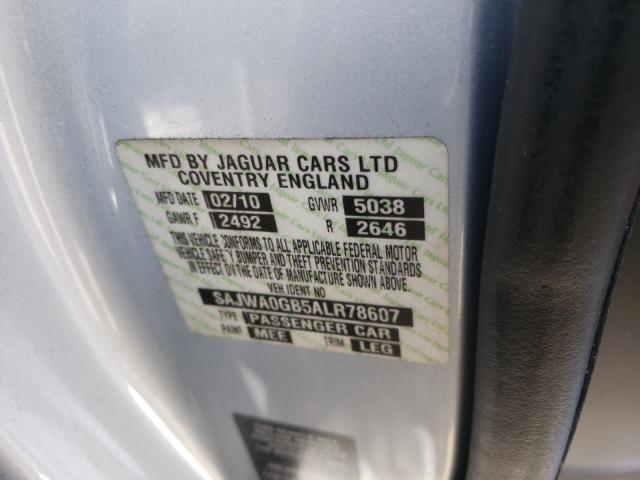 MFD BY JAGUAR CARS LTD
COVENTRY ENGLAND
MFD DATE 02/10 GVWR 5038
GAWR F 2492 R 2646
THIS VEHICLE CONFORMS TO ALL APPLICABLE FEDERAL MOTOR
VEHICLE SAFETY BUMPER AND THEFT PREVENTION STANDARDS
IN EFFECT ON THE DATE OF MANUFACTURE SHOWN ABOVE.
VEH IDENT NO
SAJWA0GB5ALR78607
TYPE PASSENGER CAR
PAINT MEE TRIM LEG